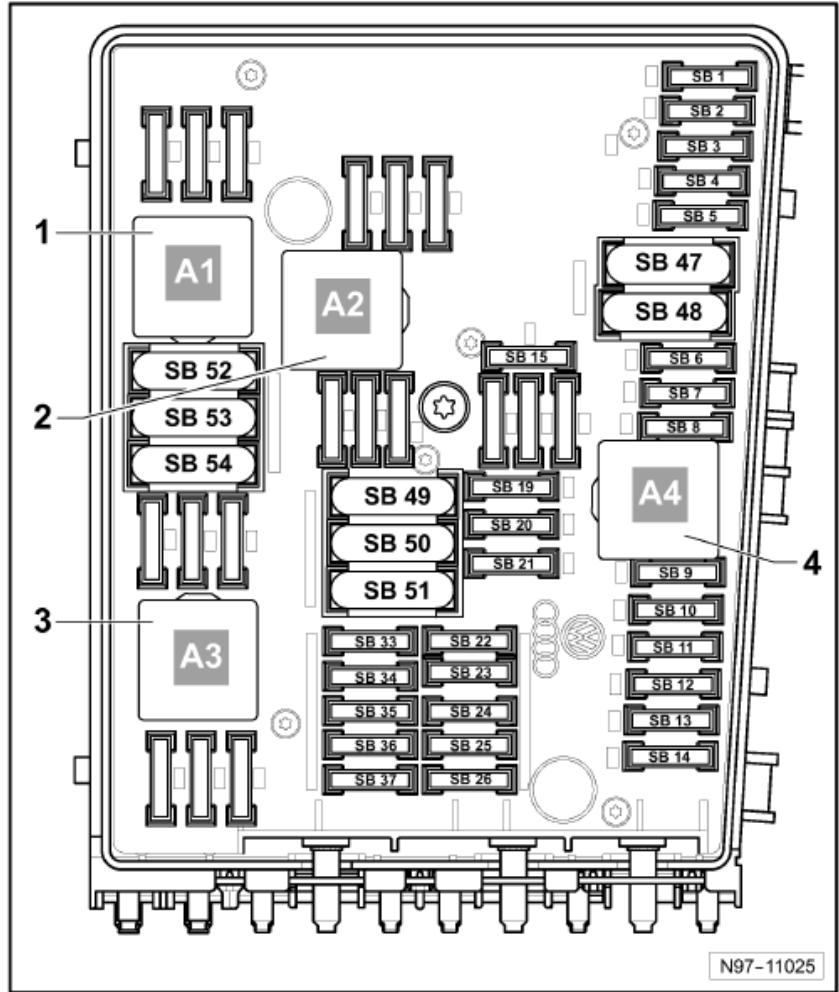 SB 1
SB 2
SB 3
SB 4
SB 5
1
A1
SB 47
A2
SB 48
SB 15
SB 6
SB 52
2
SB 7
SB 53
SB 8
SB 54
SB 49
SB 19
A4
SB 50
SB 20
SB 21
4
SB 51
SB 9
3
SB 10
A3
SB 33
SB 22
SB 11
SB 34
SB 23
SB 12
SB 35
SB 24
SB 13
SB 36
SB 25
SB 14
SB 37
SB 26
N97-11025